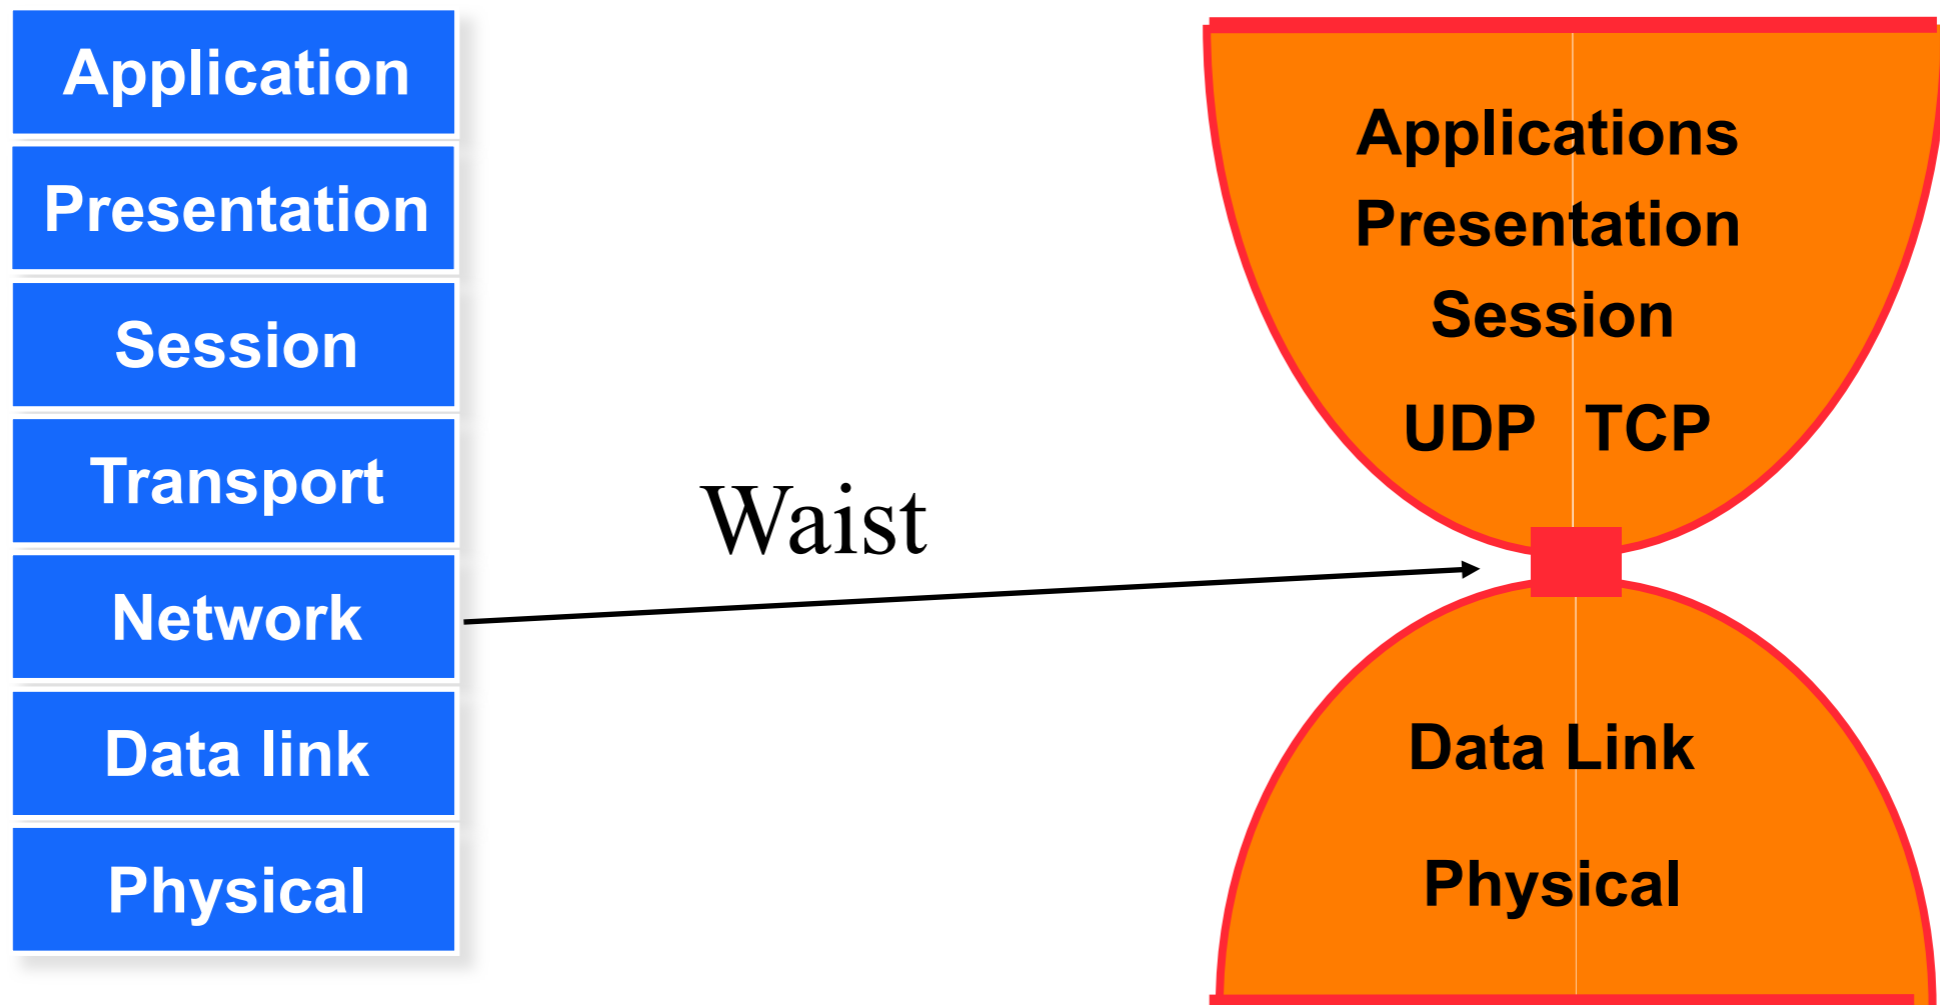 Application
Presentation
Session
Transport
Network
Data link
Physical
Waist
Applications
Presentation
Session
UDP TCP
Data Link
Physical